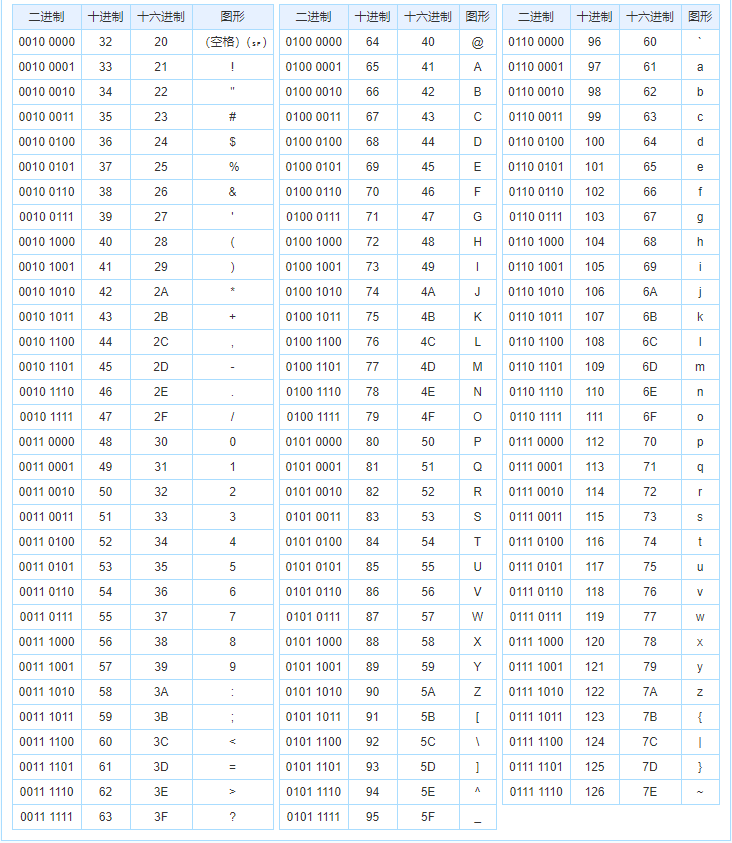 二进制 十进制 十六进制 图形
0010 0000 32 20 （空格）(␠)
0010 0001 33 21 !
0010 0010 34 22 "
0010 0011 35 23 #
0010 0100 36 24 $
0010 0101 37 25 %
0010 0110 38 26 &
0010 0111 39 27 '
0010 1000 40 28 (
0010 1001 41 29 )
0010 1010 42 2A *
0010 1011 43 2B +
0010 1100 44 2C ,
0010 1101 45 2D -
0010 1110 46 2E .
0010 1111 47 2F /
0011 0000 48 30 0
0011 0001 49 31 1
0011 0010 50 32 2
0011 0011 51 33 3
0011 0100 52 34 4
0011 0101 53 35 5
0011 0110 54 36 6
0011 0111 55 37 7
0011 1000 56 38 8
0011 1001 57 39 9
0011 1010 58 3A :
0011 1011 59 3B ;
0011 1100 60 3C <
0011 1101 61 3D =
0011 1110 62 3E >
0011 1111 63 3F ?
二进制 十进制 十六进制 图形
0100 0000 64 40 @
0100 0001 65 41 A
0100 0010 66 42 B
0100 0011 67 43 C
0100 0100 68 44 D
0100 0101 69 45 E
0100 0110 70 46 F
0100 0111 71 47 G
0100 1000 72 48 H
0100 1001 73 49 I
0100 1010 74 4A J
0100 1011 75 4B K
0100 1100 76 4C L
0100 1101 77 4D M
0100 1110 78 4E N
0100 1111 79 4F O
0101 0000 80 50 P
0101 0001 81 51 Q
0101 0010 82 52 R
0101 0011 83 53 S
0101 0100 84 54 T
0101 0101 85 55 U
0101 0110 86 56 V
0101 0111 87 57 W
0101 1000 88 58 X
0101 1001 89 59 Y
0101 1010 90 5A Z
0101 1011 91 5B [
0101 1100 92 5C \
0101 1101 93 5D ]
0101 1110 94 5E ^
0101 1111 95 5F _
二进制 十进制 十六进制 图形
0110 0000 96 60 `
0110 0001 97 61 a
0110 0010 98 62 b
0110 0011 99 63 c
0110 0100 100 64 d
0110 0101 101 65 e
0110 0110 102 66 f
0110 0111 103 67 g
0110 1000 104 68 h
0110 1001 105 69 i
0110 1010 106 6A j
0110 1011 107 6B k
0110 1100 108 6C l
0110 1101 109 6D m
0110 1110 110 6E n
0110 1111 111 6F o
0111 0000 112 70 p
0111 0001 113 71 q
0111 0010 114 72 r
0111 0011 115 73 s
0111 0100 116 74 t
0111 0101 117 75 u
0111 0110 118 76 v
0111 0111 119 77 w
0111 1000 120 78 x
0111 1001 121 79 y
0111 1010 122 7A z
0111 1011 123 7B {
0111 1100 124 7C |
0111 1101 125 7D }
0111 1110 126 7E ~